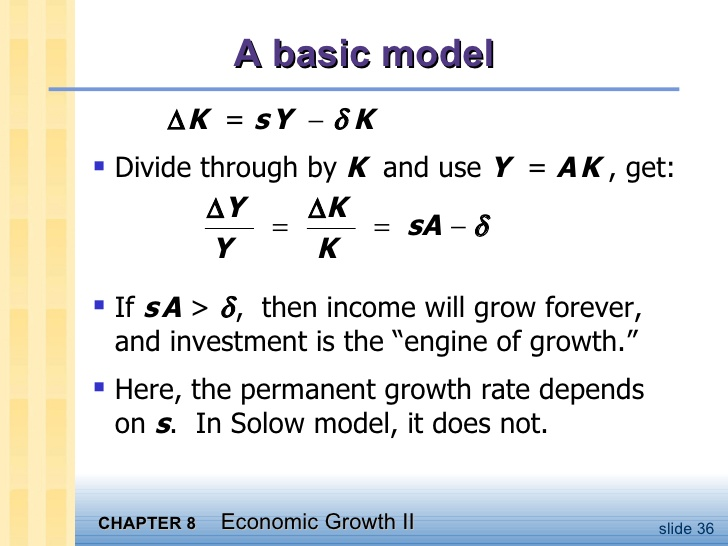 A basic model
ΔK = sY − δK
▪ Divide through by K and use Y = AK , get:
ΔY/Y = ΔK/K = sA − δ
▪ If sA > δ, then income will grow forever,
and investment is the “engine of growth.”
▪ Here, the permanent growth rate depends
on s. In Solow model, it does not.
CHAPTER 8 Economic Growth II
slide 36